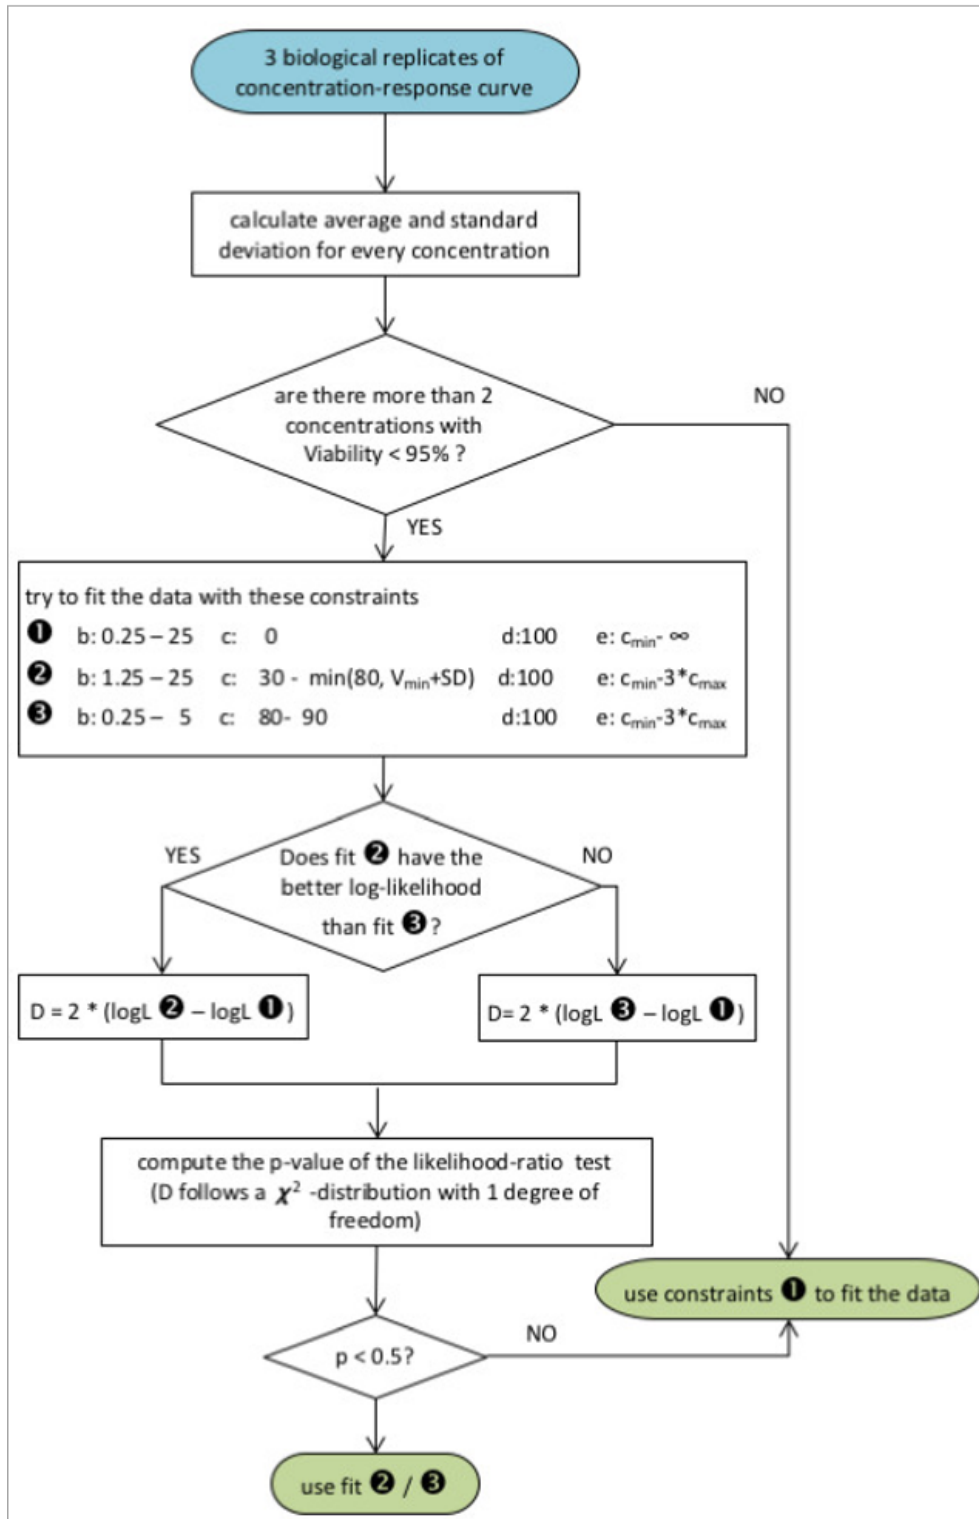 3 biological replicates of
concentration-response curve
calculate average and standard
deviation for every concentration
are there more than 2
concentrations with
Viability < 95% ?
NO
YES
try to fit the data with these constraints
❶ b: 0.25 – 25 c: 0 d:100 e: cmin- ∞
❷ b: 1.25 – 25 c: 30 - min(80, Vmin+SD) d:100 e: cmin-3*cmax
❸ b: 0.25 – 5 c: 80- 90 d:100 e: cmin-3*cmax
YES
Does fit ❷ have the
better log-likelihood
than fit ❸ ?
NO
D = 2 * (logL ❷ – logL ❶ )
D= 2 * (logL ❸ – logL ❶ )
compute the p-value of the likelihood-ratio test
(D follows a χ² -distribution with 1 degree of
freedom)
use constraints ❶ to fit the data
p < 0.5?
NO
use fit ❷ / ❸